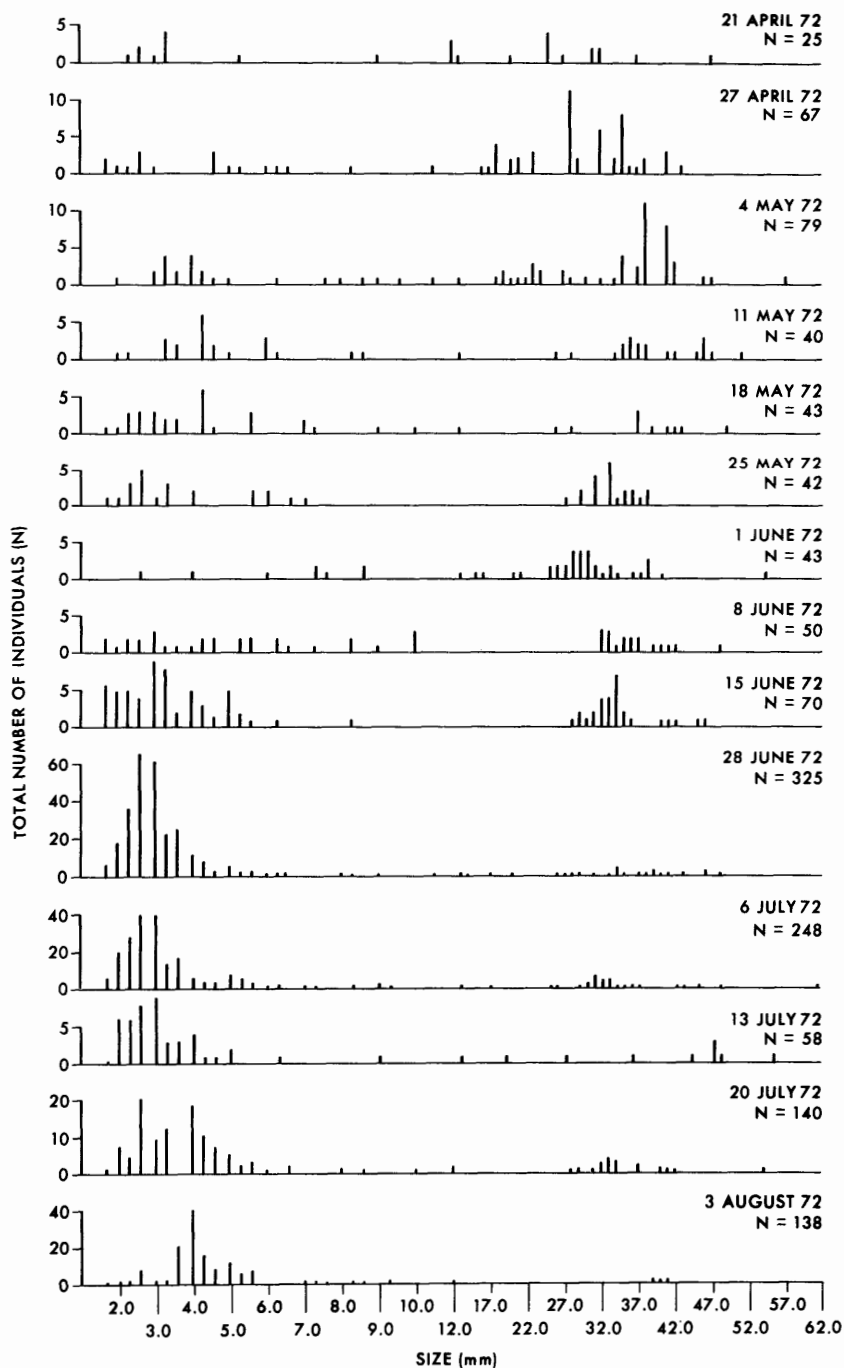 21 APRIL 72
N = 25
5
0
27 APRIL 72
N = 67
10
5
0
4 MAY 72
N = 79
10
5
0
11 MAY 72
N = 40
5
0
18 MAY 72
N = 43
5
0
25 MAY 72
N = 42
5
0
1 JUNE 72
N = 43
5
0
8 JUNE 72
N = 50
5
0
15 JUNE 72
N = 70
5
0
28 JUNE 72
N = 325
60
40
20
0
6 JULY 72
N = 248
40
20
0
13 JULY 72
N = 58
5
0
20 JULY 72
N = 140
20
10
0
3 AUGUST 72
N = 138
40
20
0
TOTAL NUMBER OF INDIVIDUALS (N)
2.0 4.0 6.0 8.0 10.0 17.0 27.0 37.0 47.0 57.0
3.0 5.0 7.0 9.0 12.0 22.0 32.0 42.0 52.0 62.0
SIZE (mm)